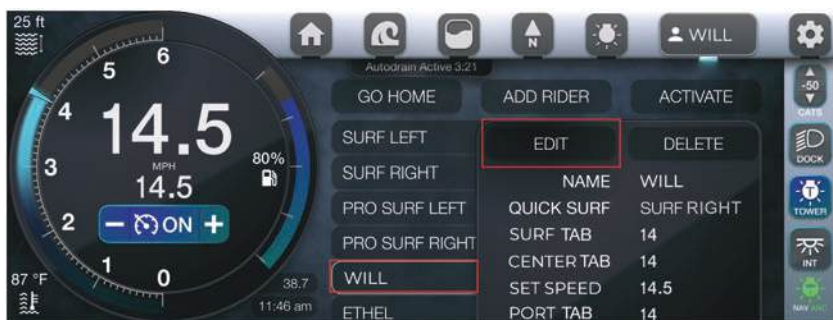 25 ft
6
5
4
3
2
1
0
14.5
MPH
14.5
ON
80%
87 °F
38.7
11:46 am
N
WILL
Autodrain Active 3:21
GO HOME
ADD RIDER
ACTIVATE
SURF LEFT
SURF RIGHT
PRO SURF LEFT
PRO SURF RIGHT
WILL
ETHEL
EDIT
DELETE
NAME WILL
QUICK SURF SURF RIGHT
SURF TAB 14
CENTER TAB 14
SET SPEED 14.5
PORT TAB 14
-50
CATS
DOCK
T
TOWER
INT
NAV ANC